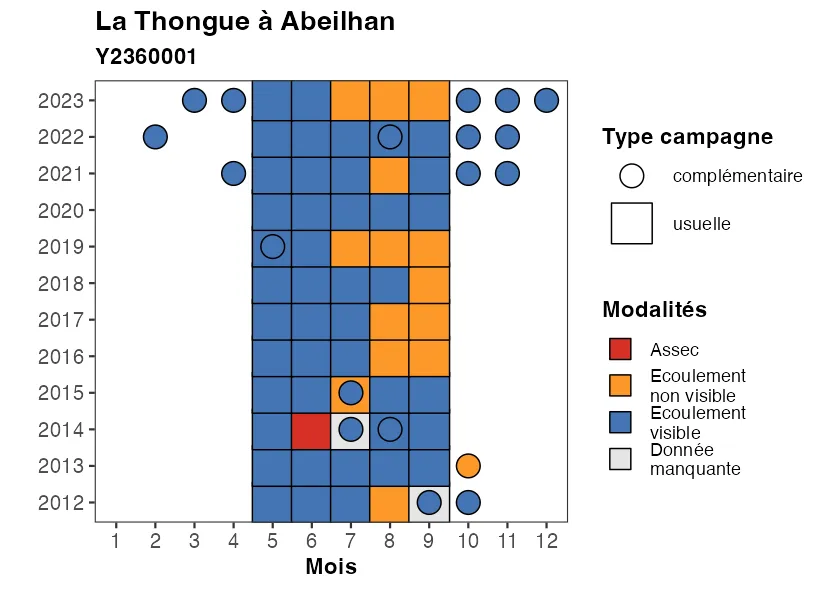 La Thongue à Abeilhan
Y2360001
2023
2022
2021
2020
2019
2018
2017
2016
2015
2014
2013
2012
1 2 3 4 5 6 7 8 9 10 11 12
Mois
Type campagne
complémentaire
usuelle
Modalités
Assec
Ecoulement
non visible
Ecoulement
visible
Donnée
manquante